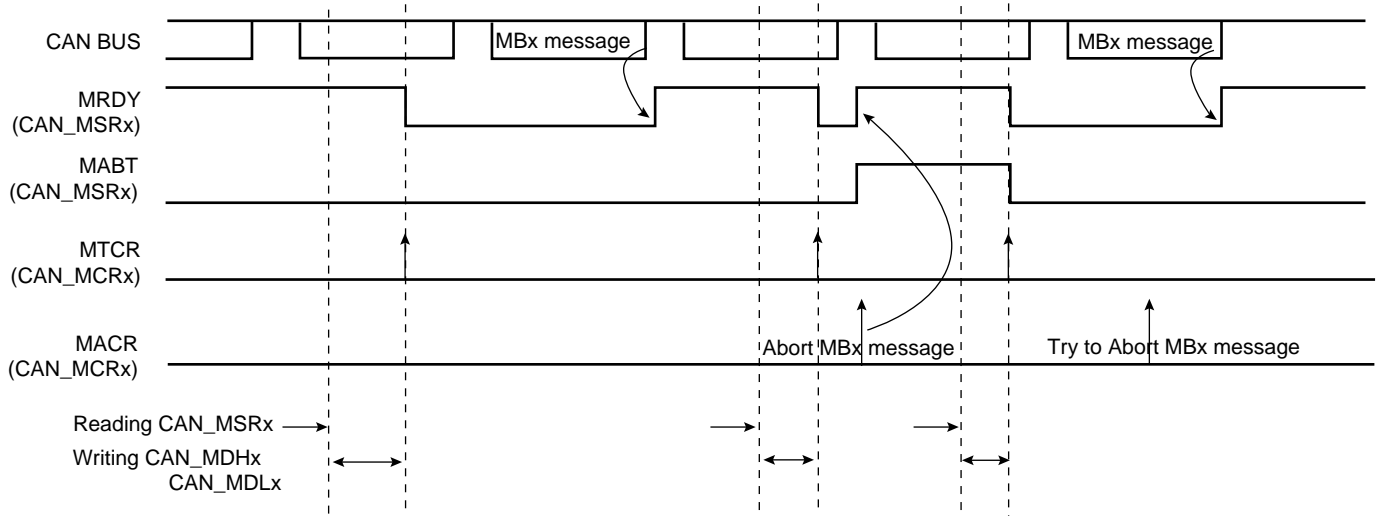 CAN BUS
MBx message
MBx message
MRDY
(CAN_MSRx)
MABT
(CAN_MSRx)
MTCR
(CAN_MCRx)
MACR
(CAN_MCRx)
Abort MBx message
Try to Abort MBx message
Reading CAN_MSRx
Writing CAN_MDHx
CAN_MDLx